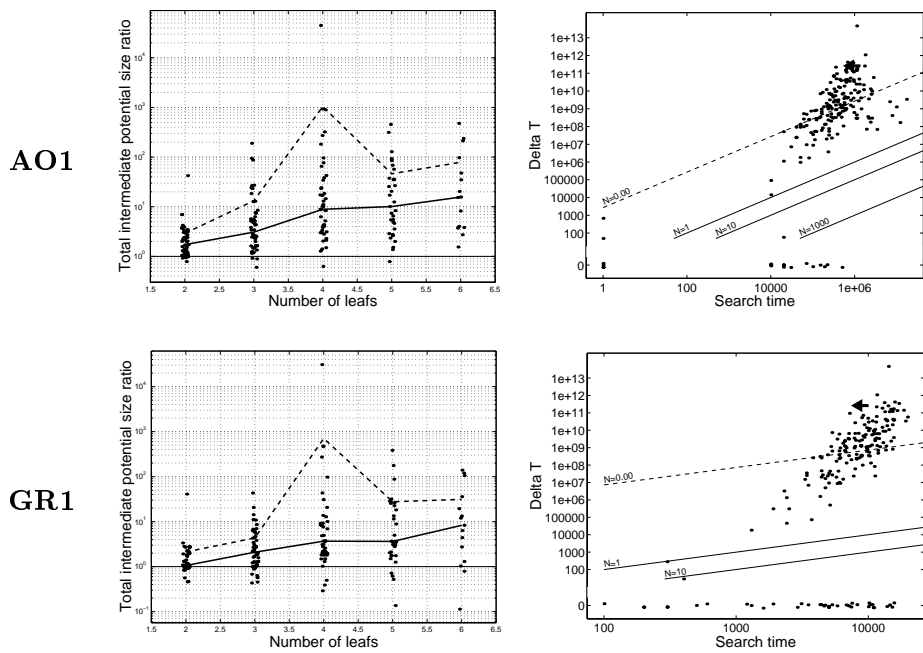 AO1
Total intermediate potential size ratio
10^4
10^3
10^2
10^1
10^0
1.5 2 2.5 3 3.5 4 4.5 5 5.5 6 6.5
Number of leafs
Delta T
1e+13
1e+12
1e+11
1e+10
1e+09
1e+08
1e+07
1e+06
10000
1000
100
0
N=0.00
N=1
N=10
N=1000
1 100 10000 1e+06
Search time
GR1
Total intermediate potential size ratio
10^4
10^3
10^2
10^1
10^0
10^-1
1.5 2 2.5 3 3.5 4 4.5 5 5.5 6 6.5
Number of leafs
Delta T
1e+13
1e+12
1e+11
1e+10
1e+09
1e+08
1e+07
1e+06
10000
1000
100
0
N=0.00
N=1
N=10
100 1000 10000
Search time